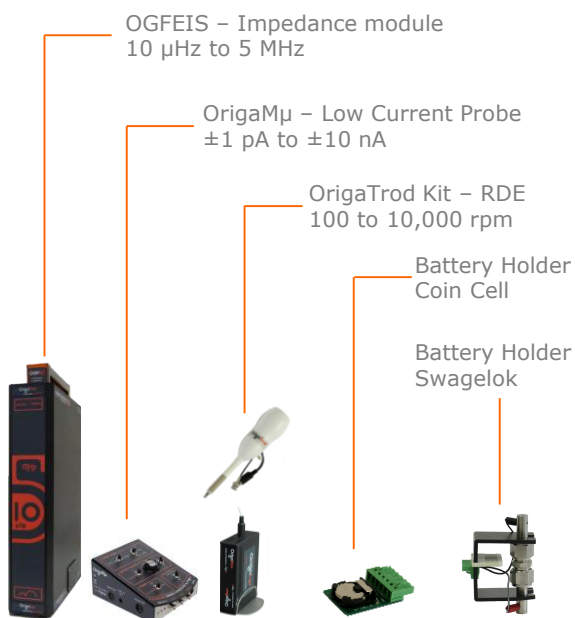 OGFEIS – Impedance module
10 µHz to 5 MHz
OrigaMµ – Low Current Probe
±1 pA to ±10 nA
OrigaTrod Kit – RDE
100 to 10,000 rpm
Battery Holder
Coin Cell
Battery Holder
Swagelok